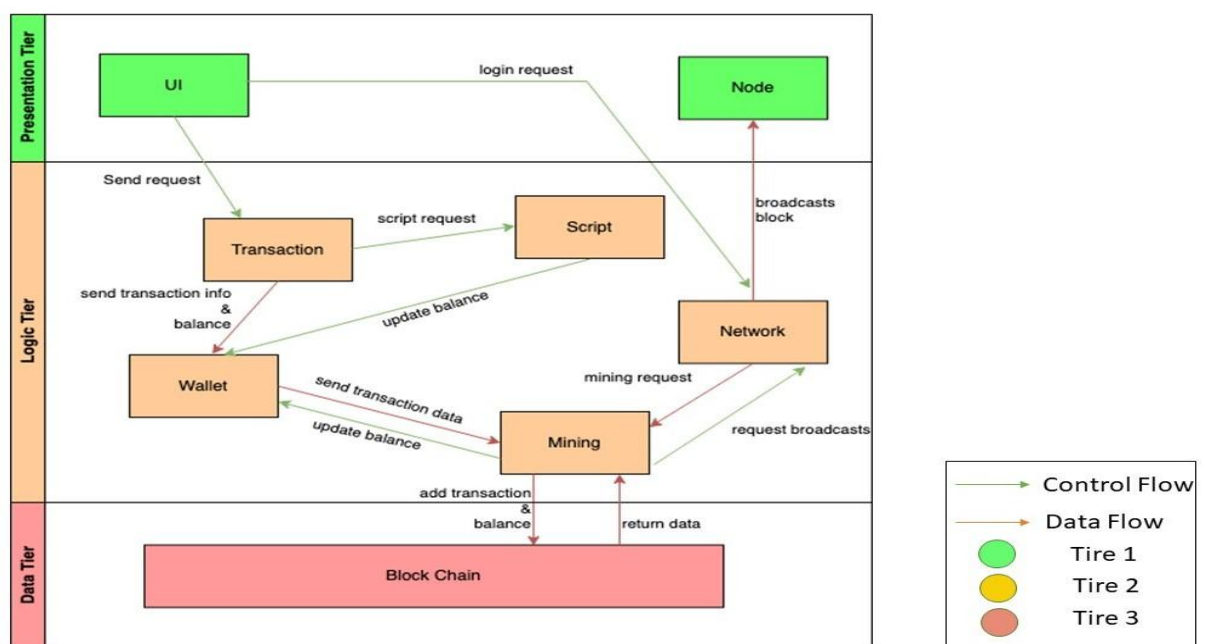 Presentation Tier
UI
login request
Node
Send request
broadcasts
block
Logic Tier
Transaction
script request
Script
send transaction info
&
balance
update balance
Network
Wallet
send transaction data
mining request
update balance
Mining
request broadcasts
add transaction
&
balance
return data
Data Tier
Block Chain
Control Flow
Data Flow
Tire 1
Tire 2
Tire 3